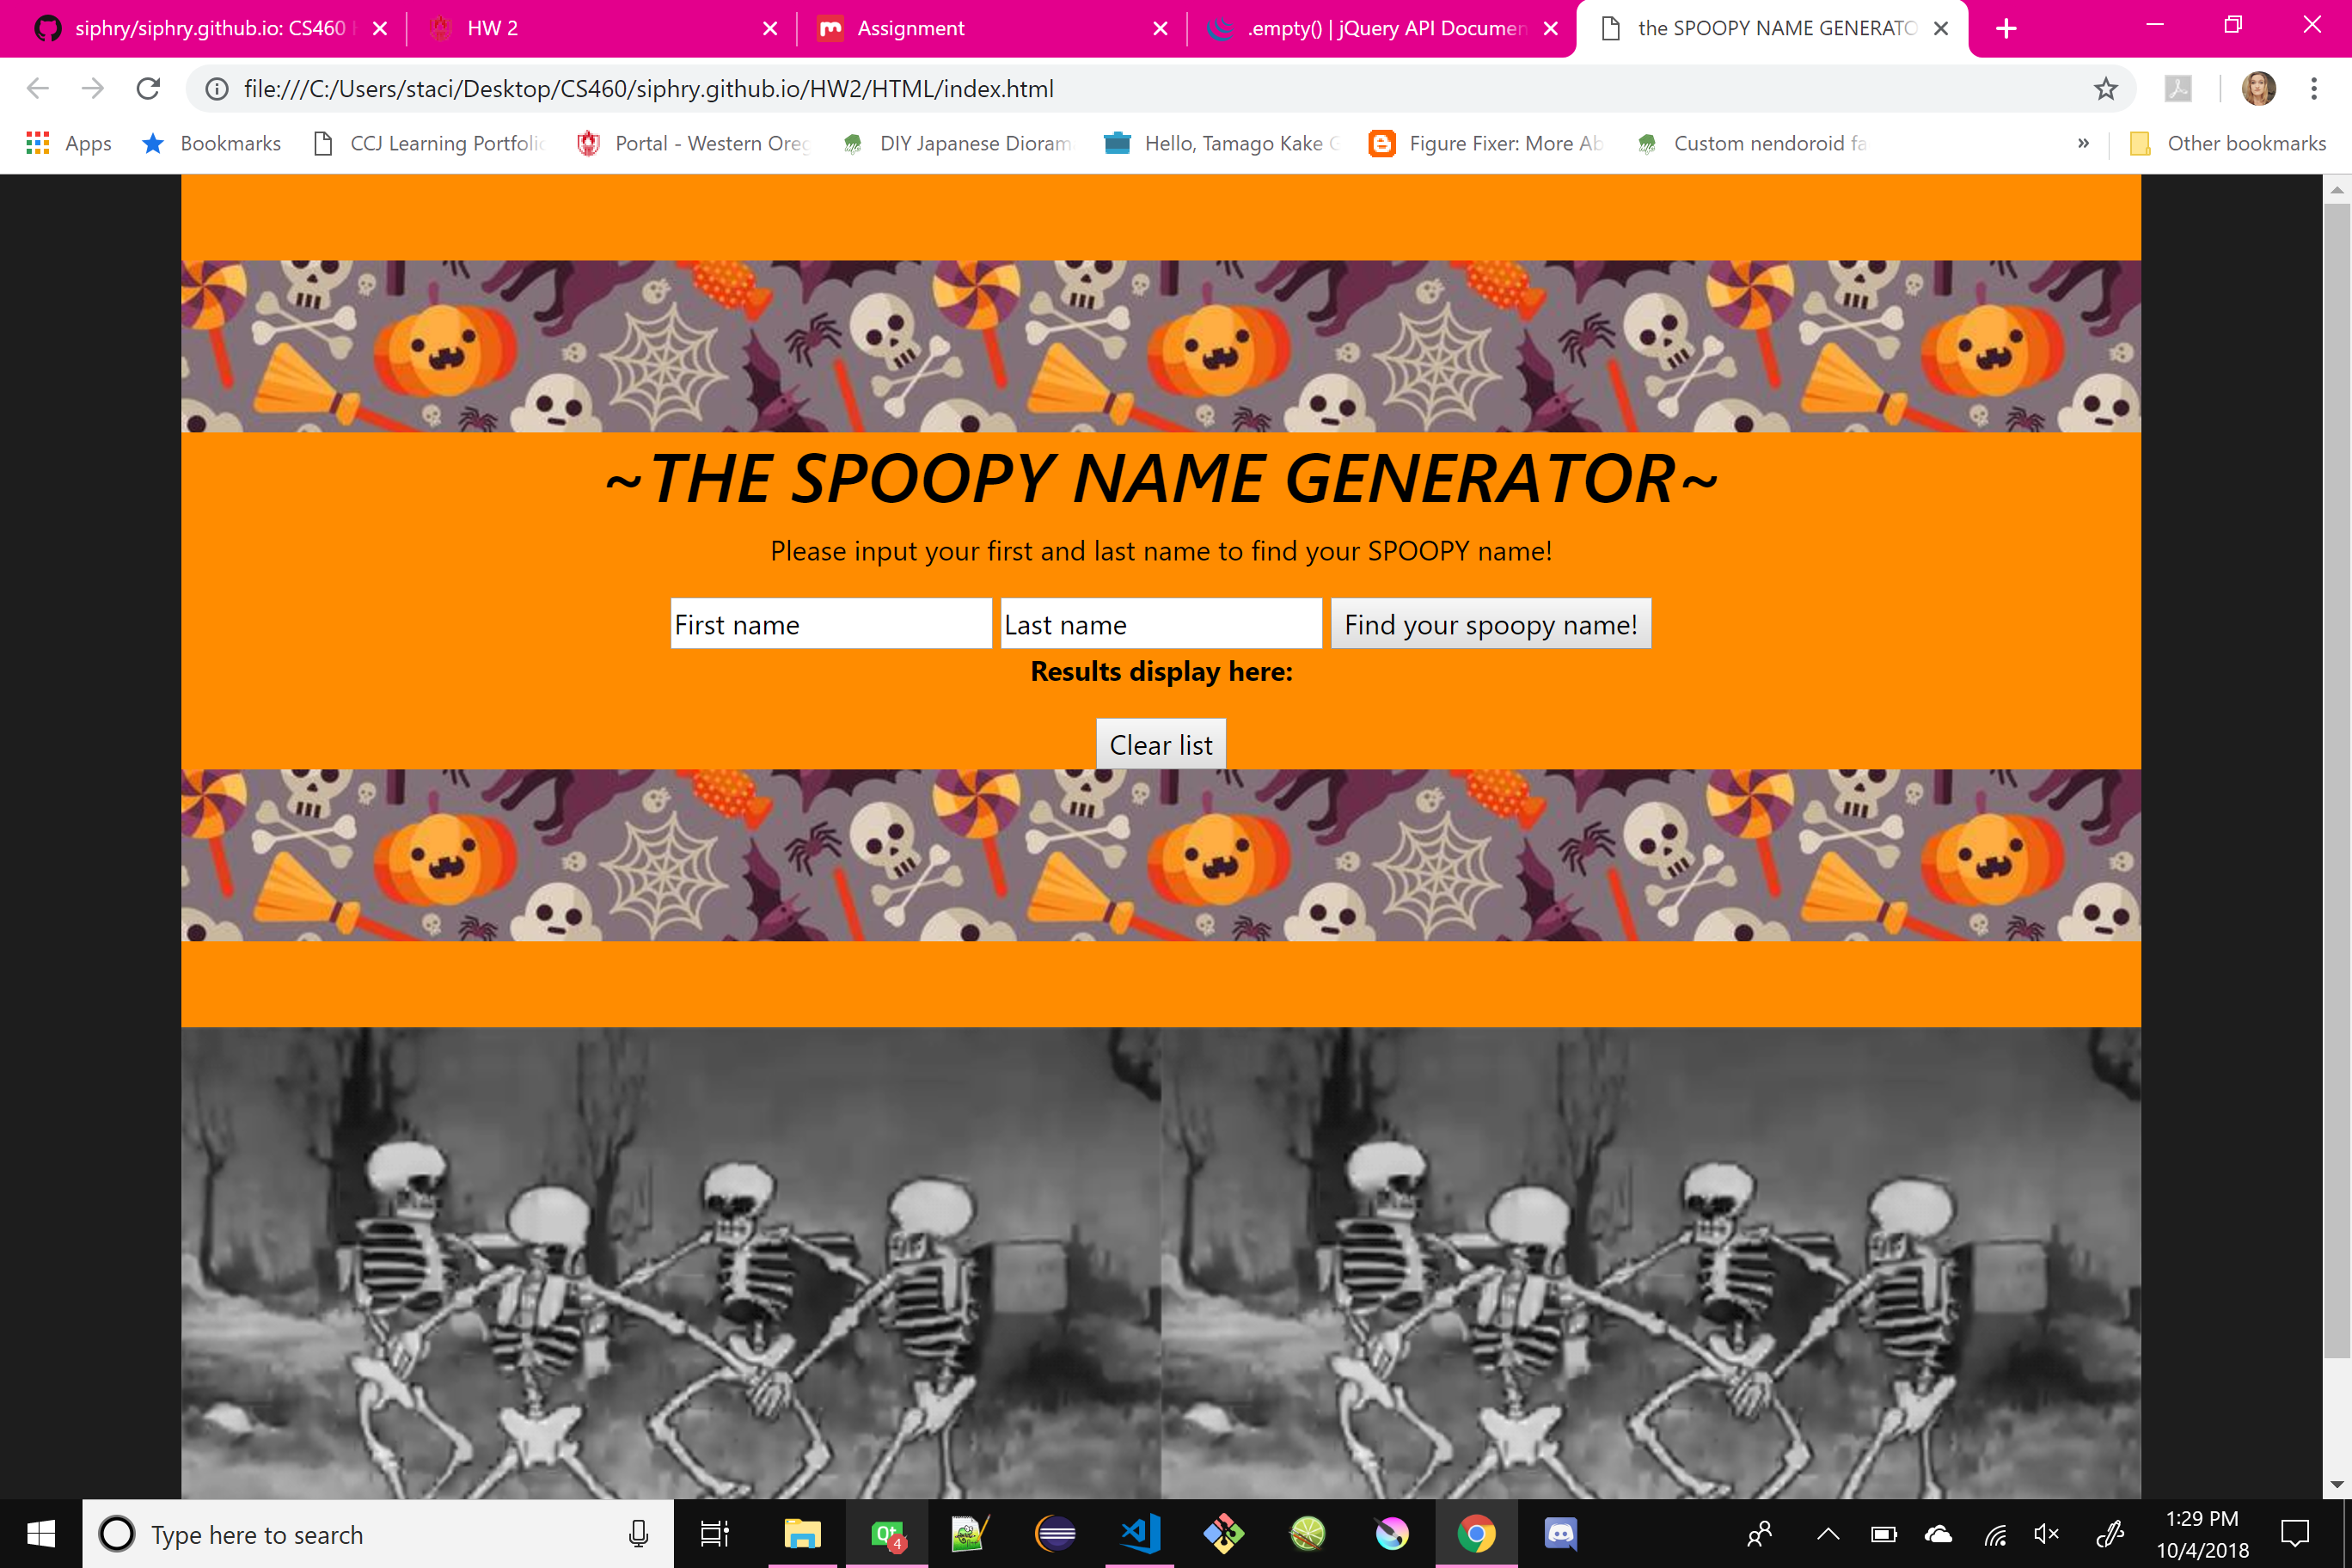 siphry/siphry.github.io: CS460
HW 2
Assignment
.empty() | jQuery API Documen
the SPOOPY NAME GENERATO
file:///C:/Users/staci/Desktop/CS460/siphry.github.io/HW2/HTML/index.html
Apps
Bookmarks
CCJ Learning Portfolio
Portal - Western Oreg
DIY Japanese Dioram
Hello, Tamago Kake G
Figure Fixer: More Ab
Custom nendoroid fa
»
Other bookmarks
~THE SPOOPY NAME GENERATOR~
Please input your first and last name to find your SPOOPY name!
First name
Last name
Find your spoopy name!
Results display here:
Clear list
Type here to search
Qt
4
1:29 PM
10/4/2018